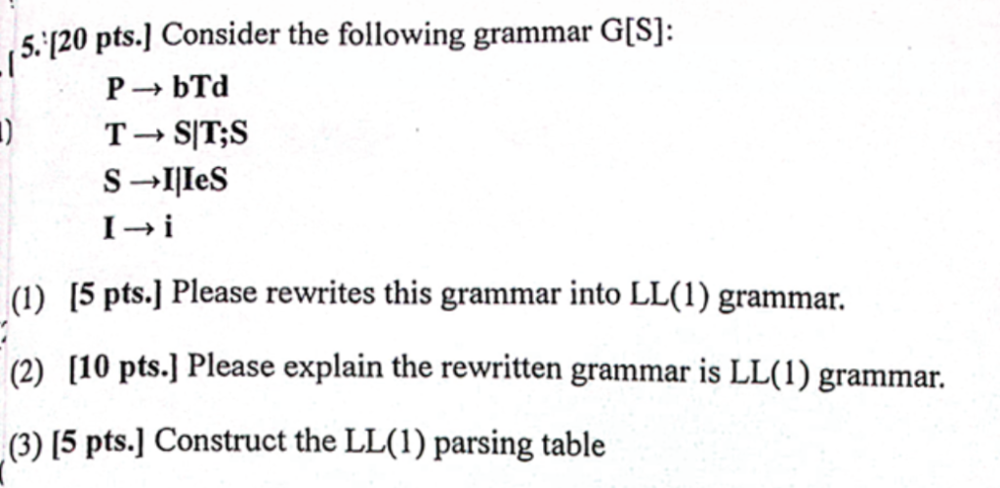 5. [20 pts.] Consider the following grammar G[S]:
P → bTd
1)
T → S|T;S
S →I|IeS
I → i
(1) [5 pts.] Please rewrites this grammar into LL(1) grammar.
(2) [10 pts.] Please explain the rewritten grammar is LL(1) grammar.
(3) [5 pts.] Construct the LL(1) parsing table